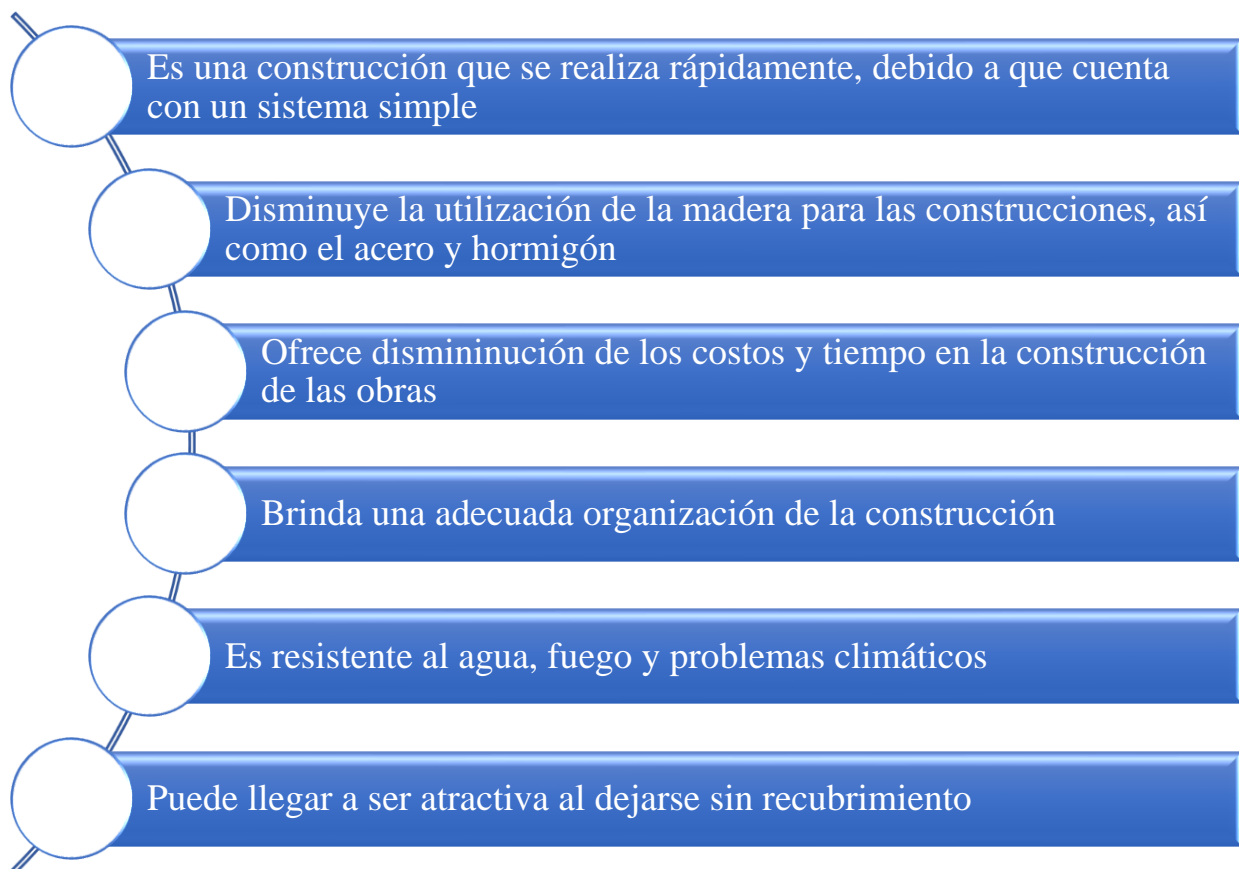 Es una construcción que se realiza rápidamente, debido a que cuenta
con un sistema simple
Disminuye la utilización de la madera para las construcciones, así
como el acero y hormigón
Ofrece dismininución de los costos y tiempo en la construcción
de las obras
Brinda una adecuada organización de la construcción
Es resistente al agua, fuego y problemas climáticos
Puede llegar a ser atractiva al dejarse sin recubrimiento